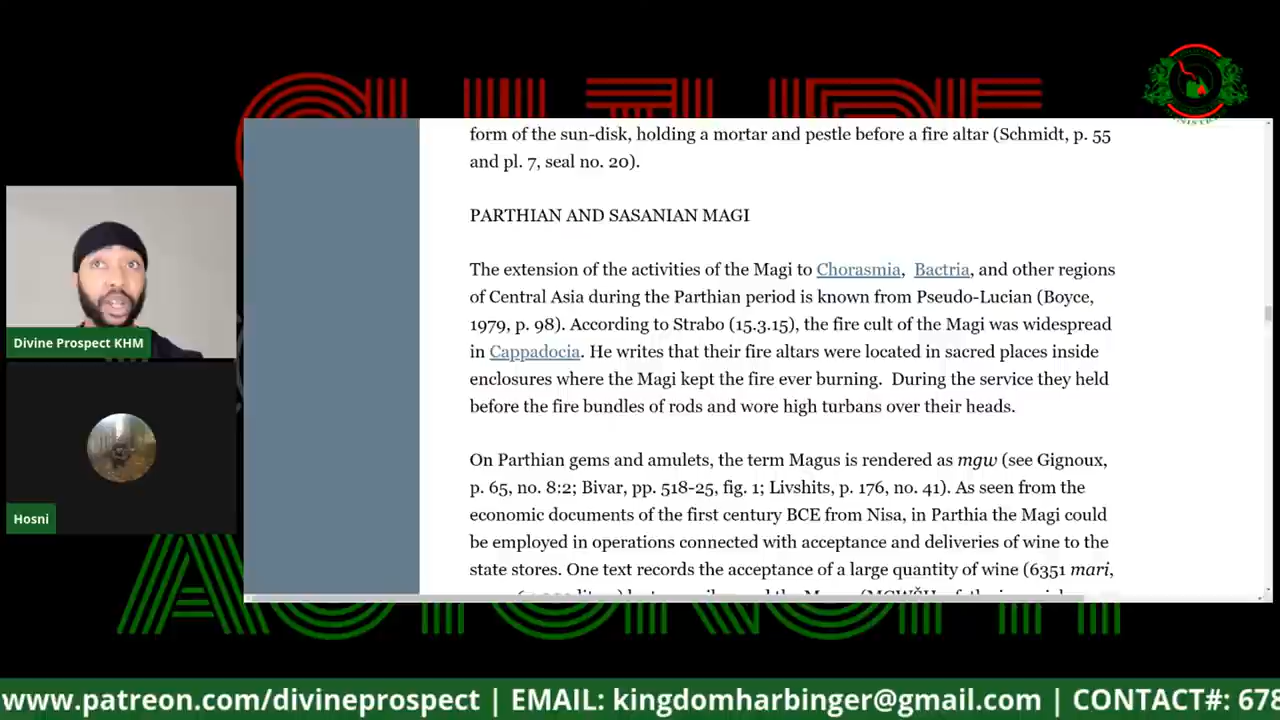 form of the sun-disk, holding a mortar and pestle before a fire altar (Schmidt, p. 55
and pl. 7, seal no. 20).
PARTHIAN AND SASANIAN MAGI
The extension of the activities of the Magi to Chorasmia, Bactria, and other regions
of Central Asia during the Parthian period is known from Pseudo-Lucian (Boyce,
1979, p. 98). According to Strabo (15.3.15), the fire cult of the Magi was widespread
in Cappadocia. He writes that their fire altars were located in sacred places inside
enclosures where the Magi kept the fire ever burning. During the service they held
before the fire bundles of rods and wore high turbans over their heads.
On Parthian gems and amulets, the term Magus is rendered as mgw (see Gignoux,
p. 65, no. 8:2; Bivar, pp. 518-25, fig. 1; Livshits, p. 176, no. 41). As seen from the
economic documents of the first century BCE from Nisa, in Parthia the Magi could
be employed in operations connected with acceptance and deliveries of wine to the
state stores. One text records the acceptance of a large quantity of wine (6351 mari,
Divine Prospect KHM
Hosni
www.patreon.com/divineprospect | EMAIL: kingdomharbinger@gmail.com | CONTACT#: 678